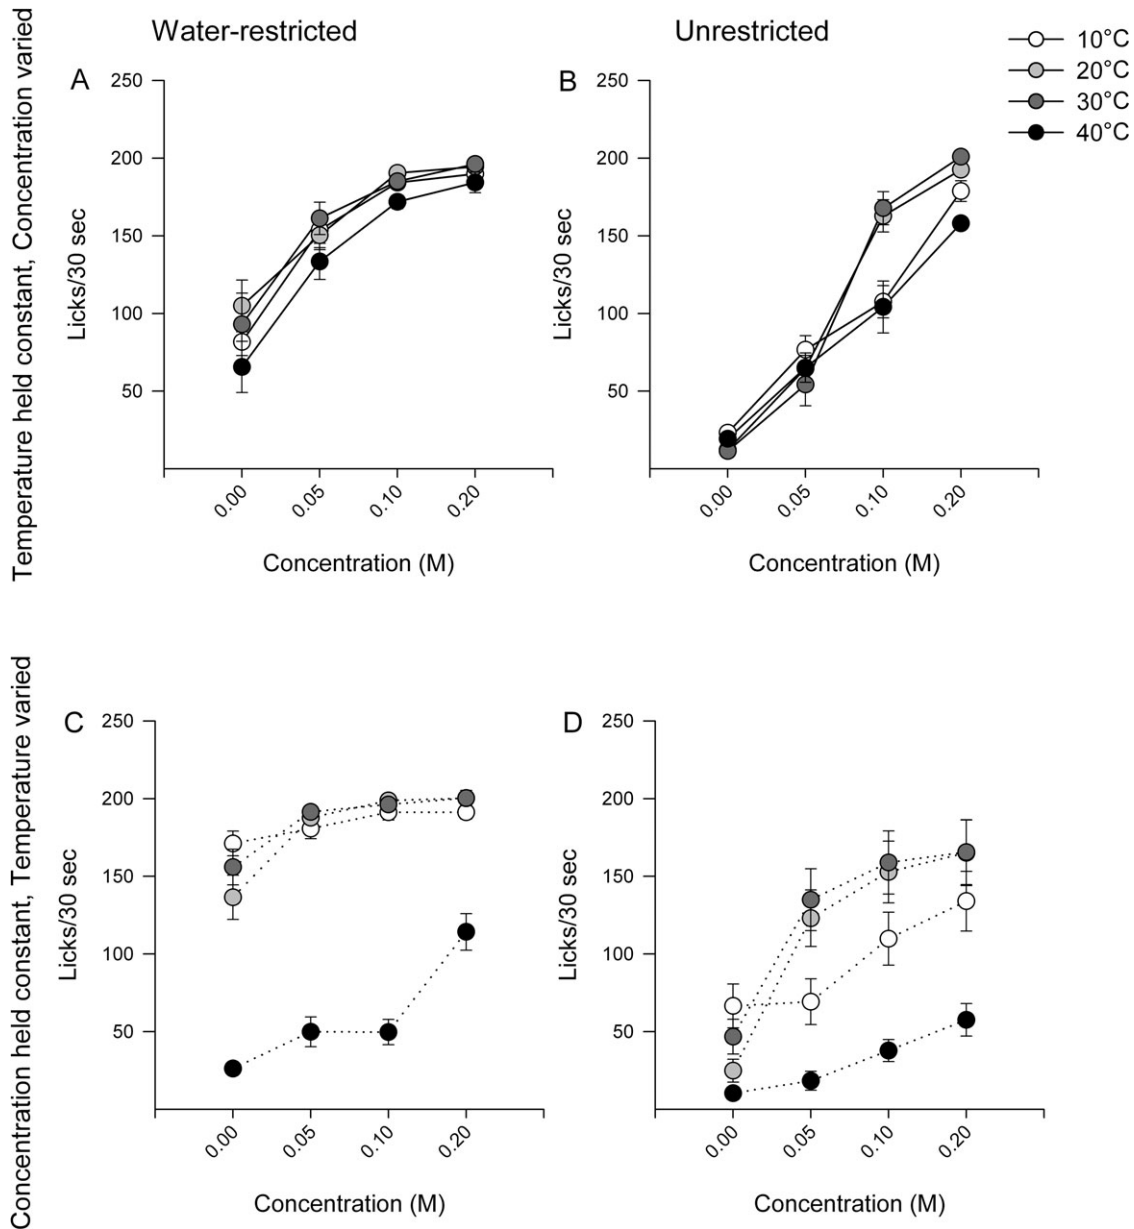 Water-restricted
Unrestricted
10°C
20°C
30°C
40°C
Temperature held constant, Concentration varied
A
250
200
150
100
50
Licks/30 sec
0.00
0.05
0.10
0.20
Concentration (M)
B
250
200
150
100
50
Licks/30 sec
0.00
0.05
0.10
0.20
Concentration (M)
Concentration held constant, Temperature varied
C
250
200
150
100
50
Licks/30 sec
0.00
0.05
0.10
0.20
Concentration (M)
D
250
200
150
100
50
Licks/30 sec
0.00
0.05
0.10
0.20
Concentration (M)